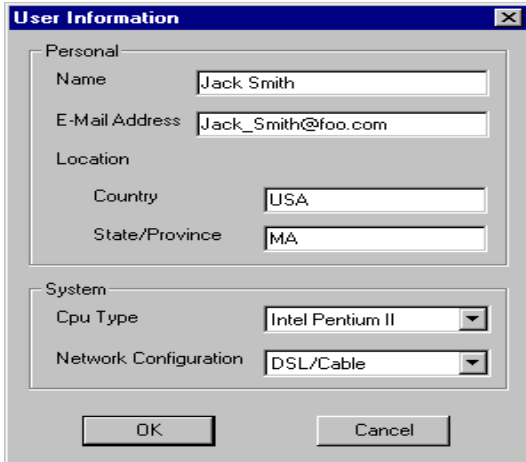 User Information
Personal
Name Jack Smith
E-Mail Address Jack_Smith@foo.com
Location
Country USA
State/Province MA
System
Cpu Type Intel Pentium II
Network Configuration DSL/Cable
OK Cancel